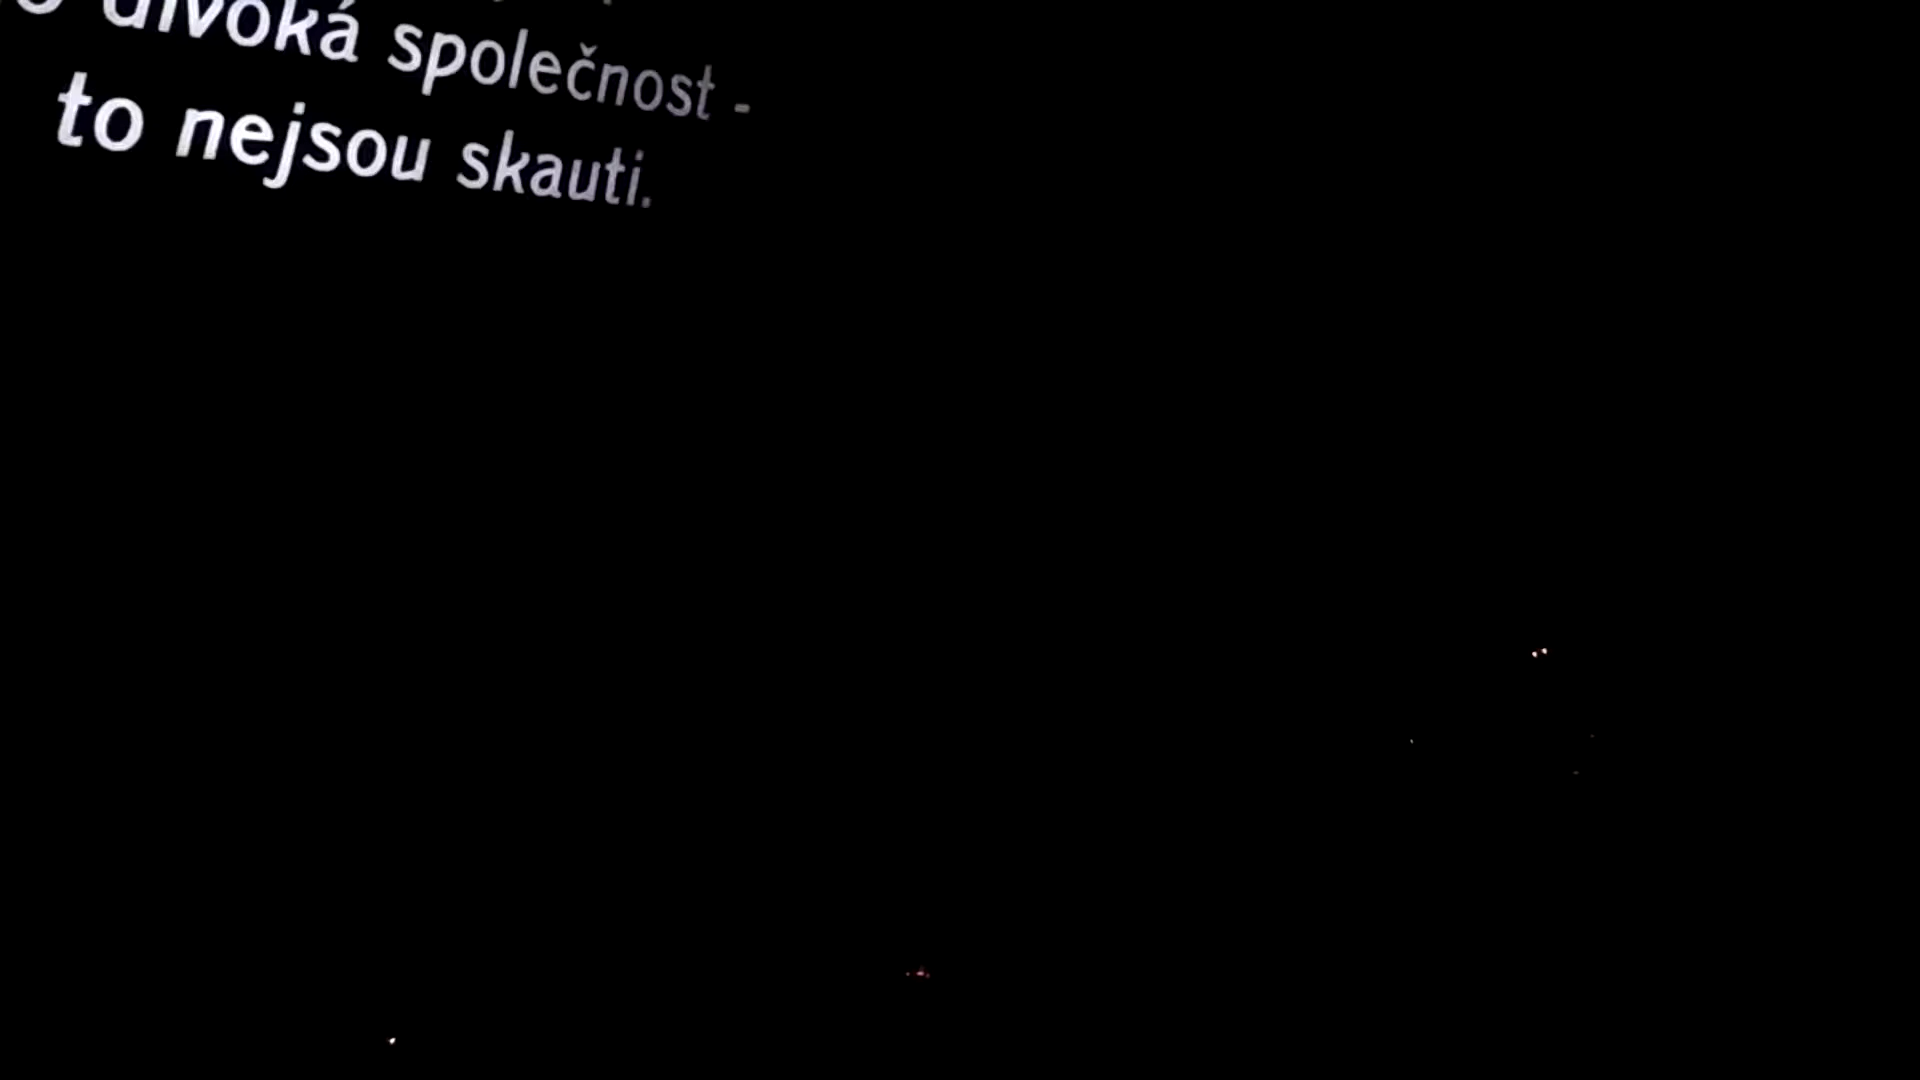 divoká společnost -
to nejsou skauti.